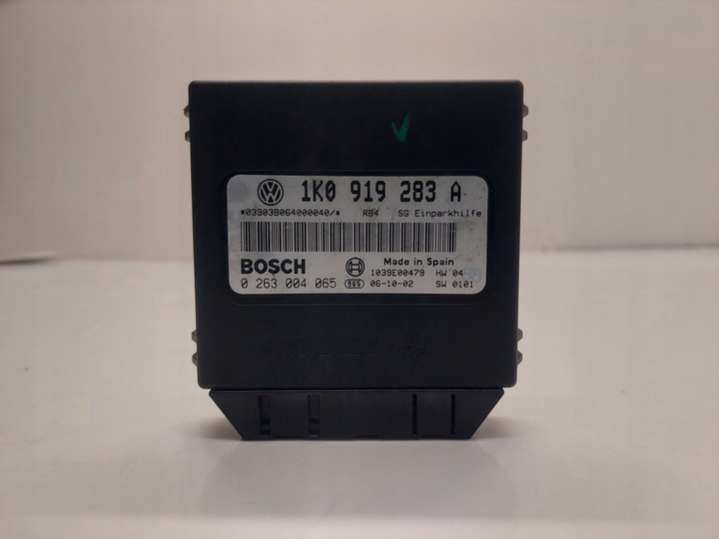 1K0 919 283 A
*03903B064000040/* RB4 SG Einparkhilfe
BOSCH Made in Spain
1039E00479 HW 04
0 263 004 065 06-10-02 SW 0101